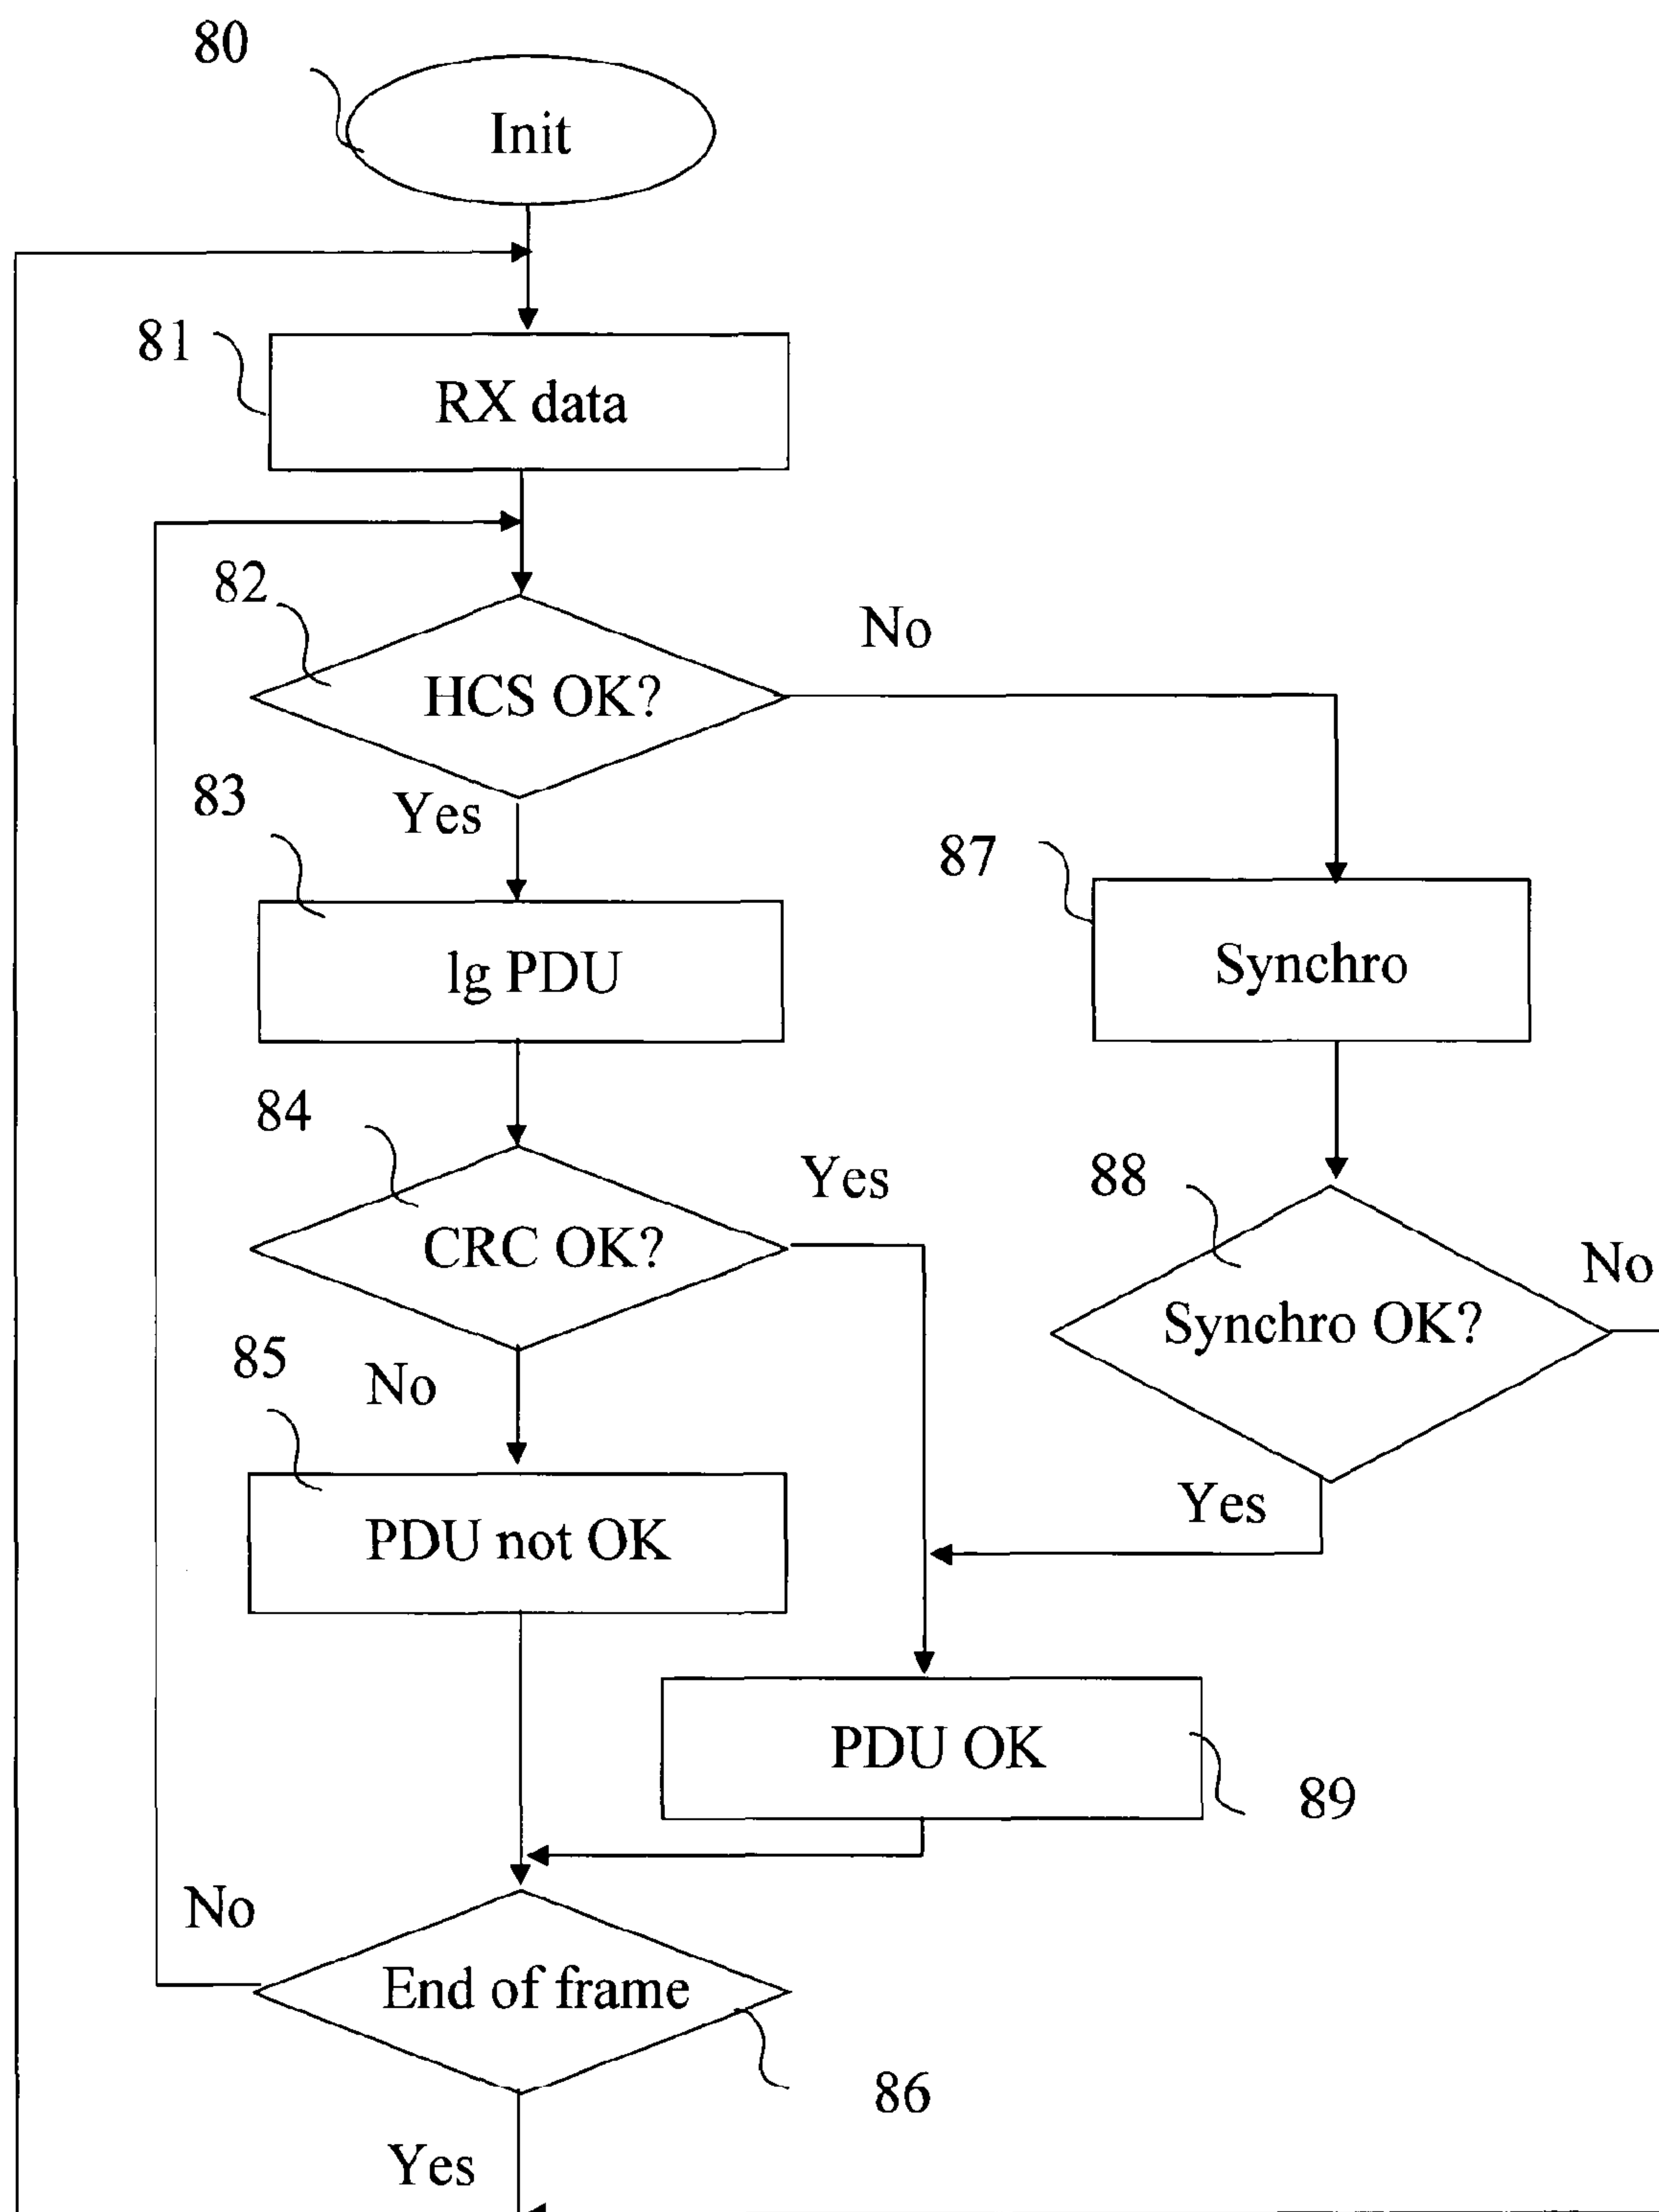 80
Init
81
RX data
82
HCS OK?
No
Yes
83
lg PDU
87
Synchro
84
CRC OK?
Yes
88
Synchro OK?
No
85
No
PDU not OK
Yes
PDU OK
89
No
End of frame
86
Yes